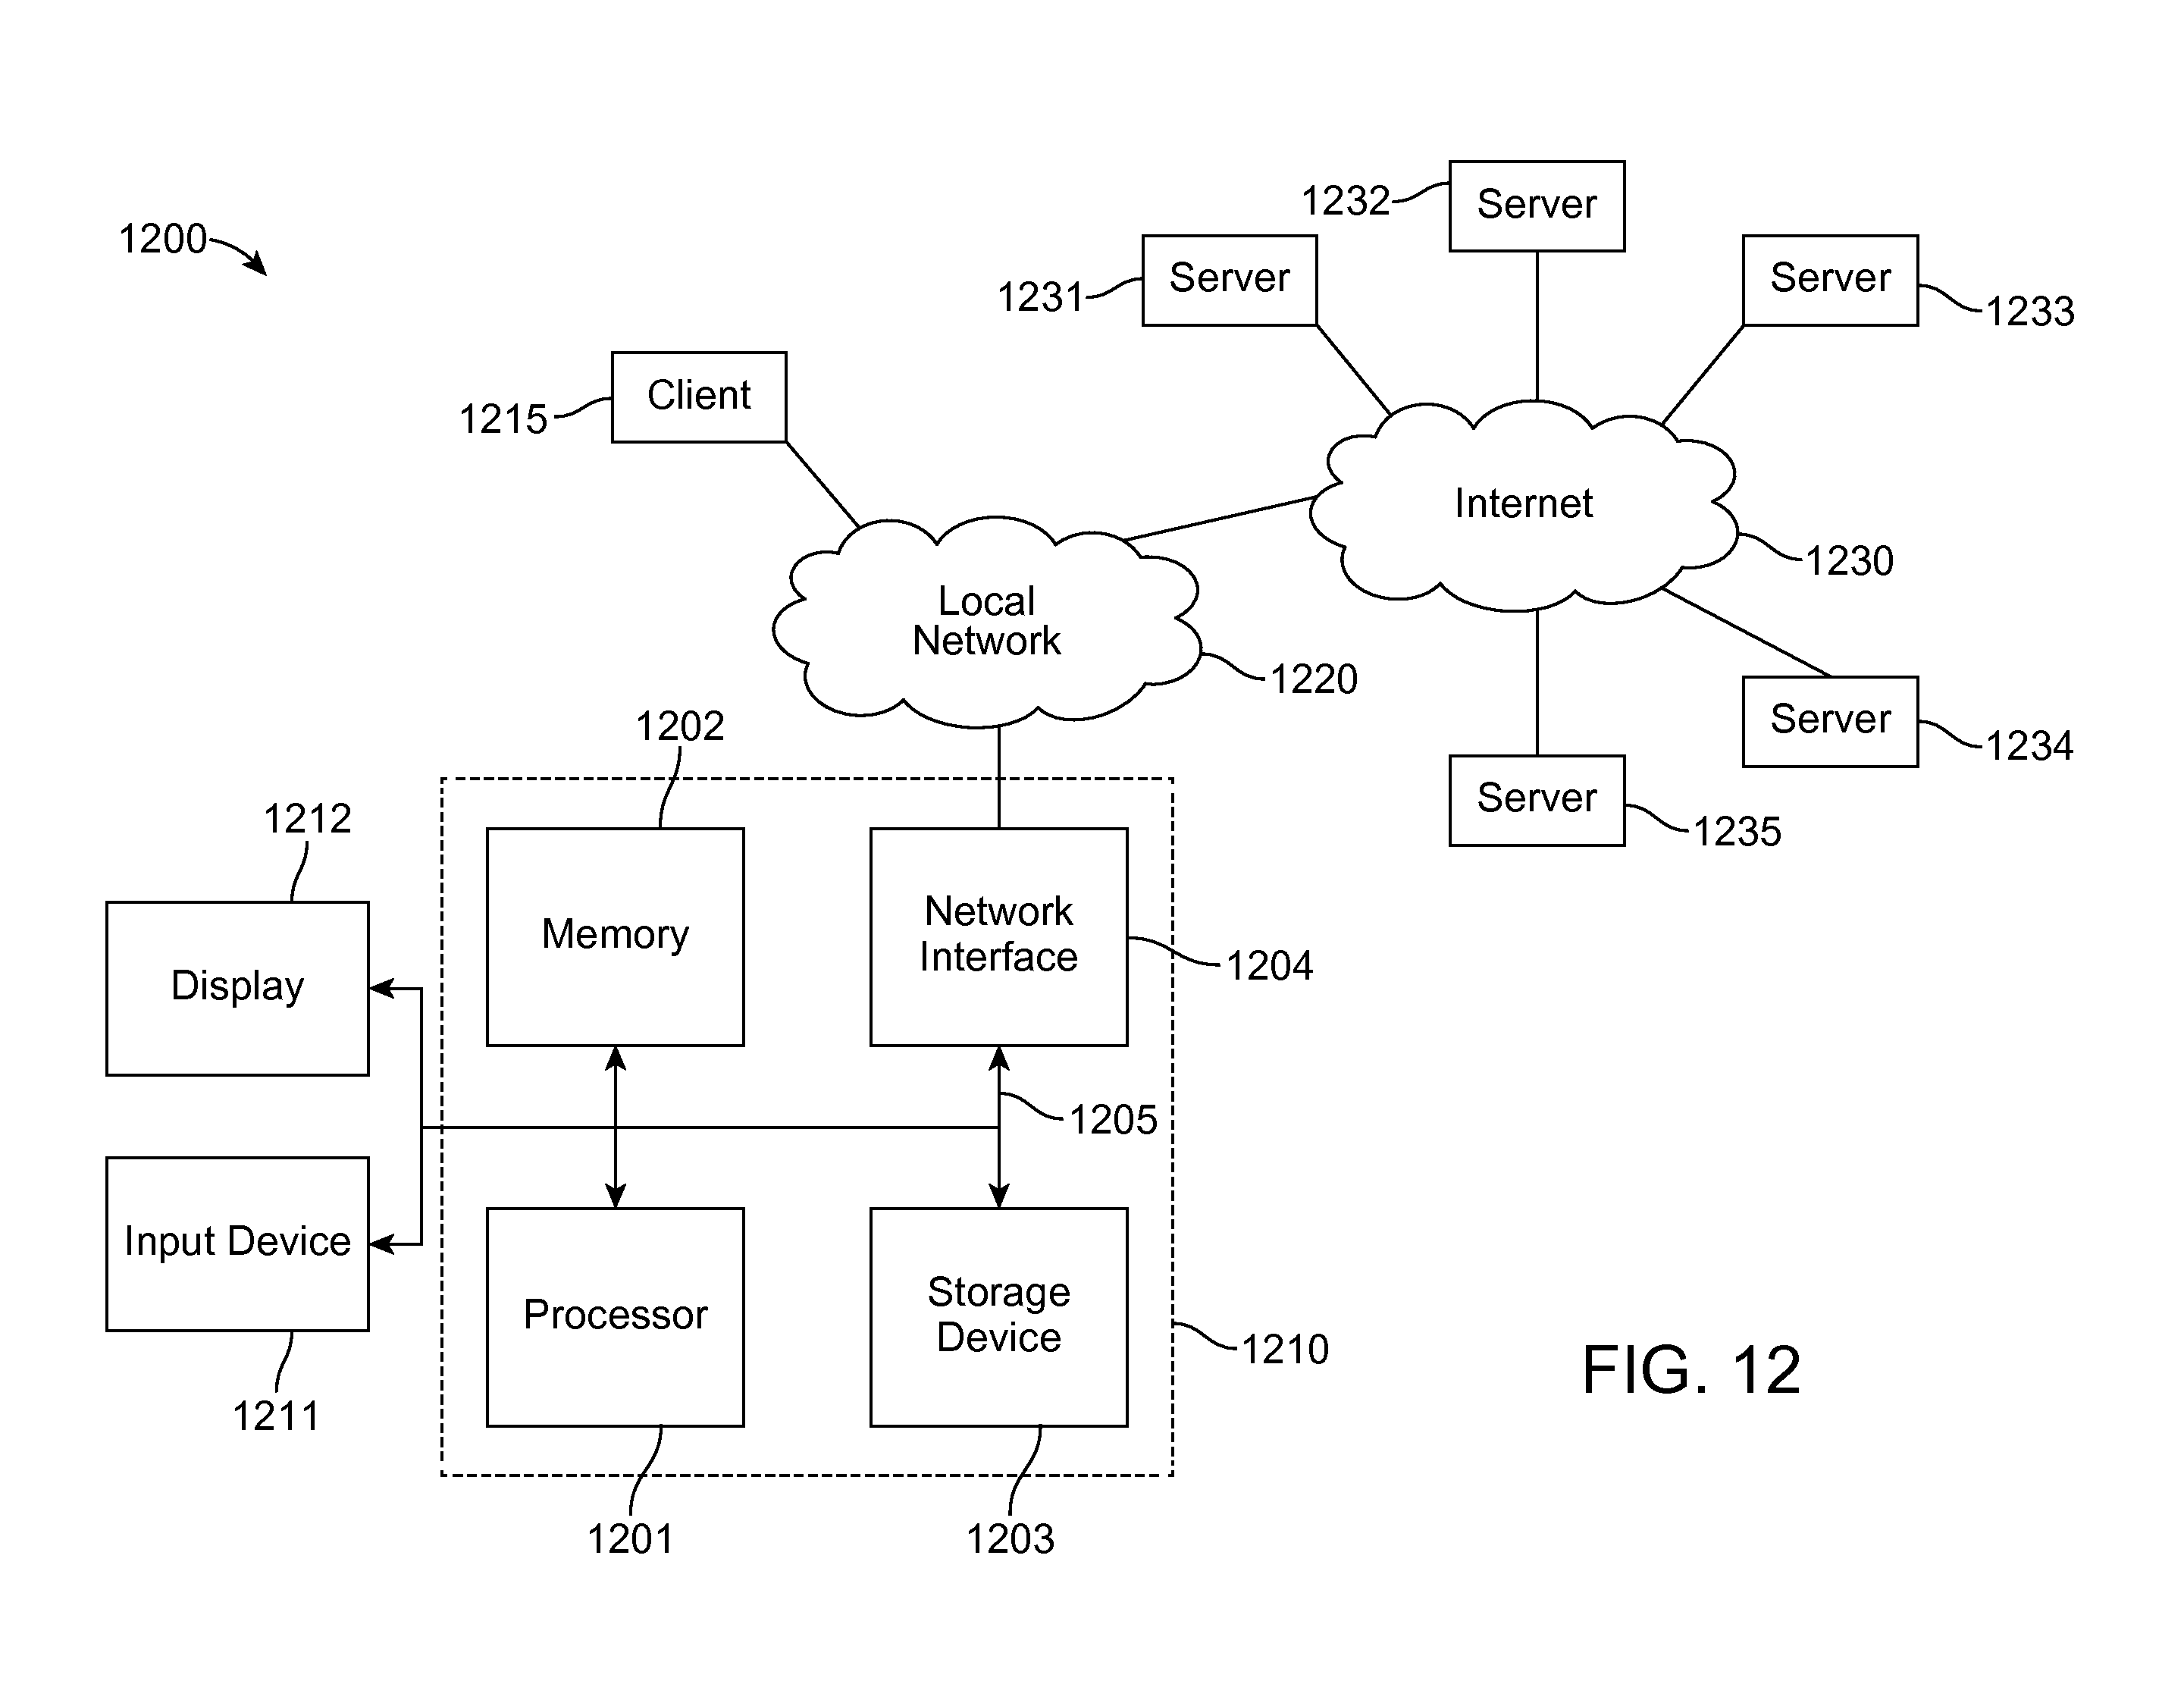 1200
1232
Server
1231
Server
Server
1233
1215
Client
Internet
1230
Local
Network
1220
Server
1234
Server
1235
1202
1212
Memory
Network
Interface
1204
Display
1205
Input Device
Processor
Storage
Device
1210
1211
1201
1203
FIG. 12